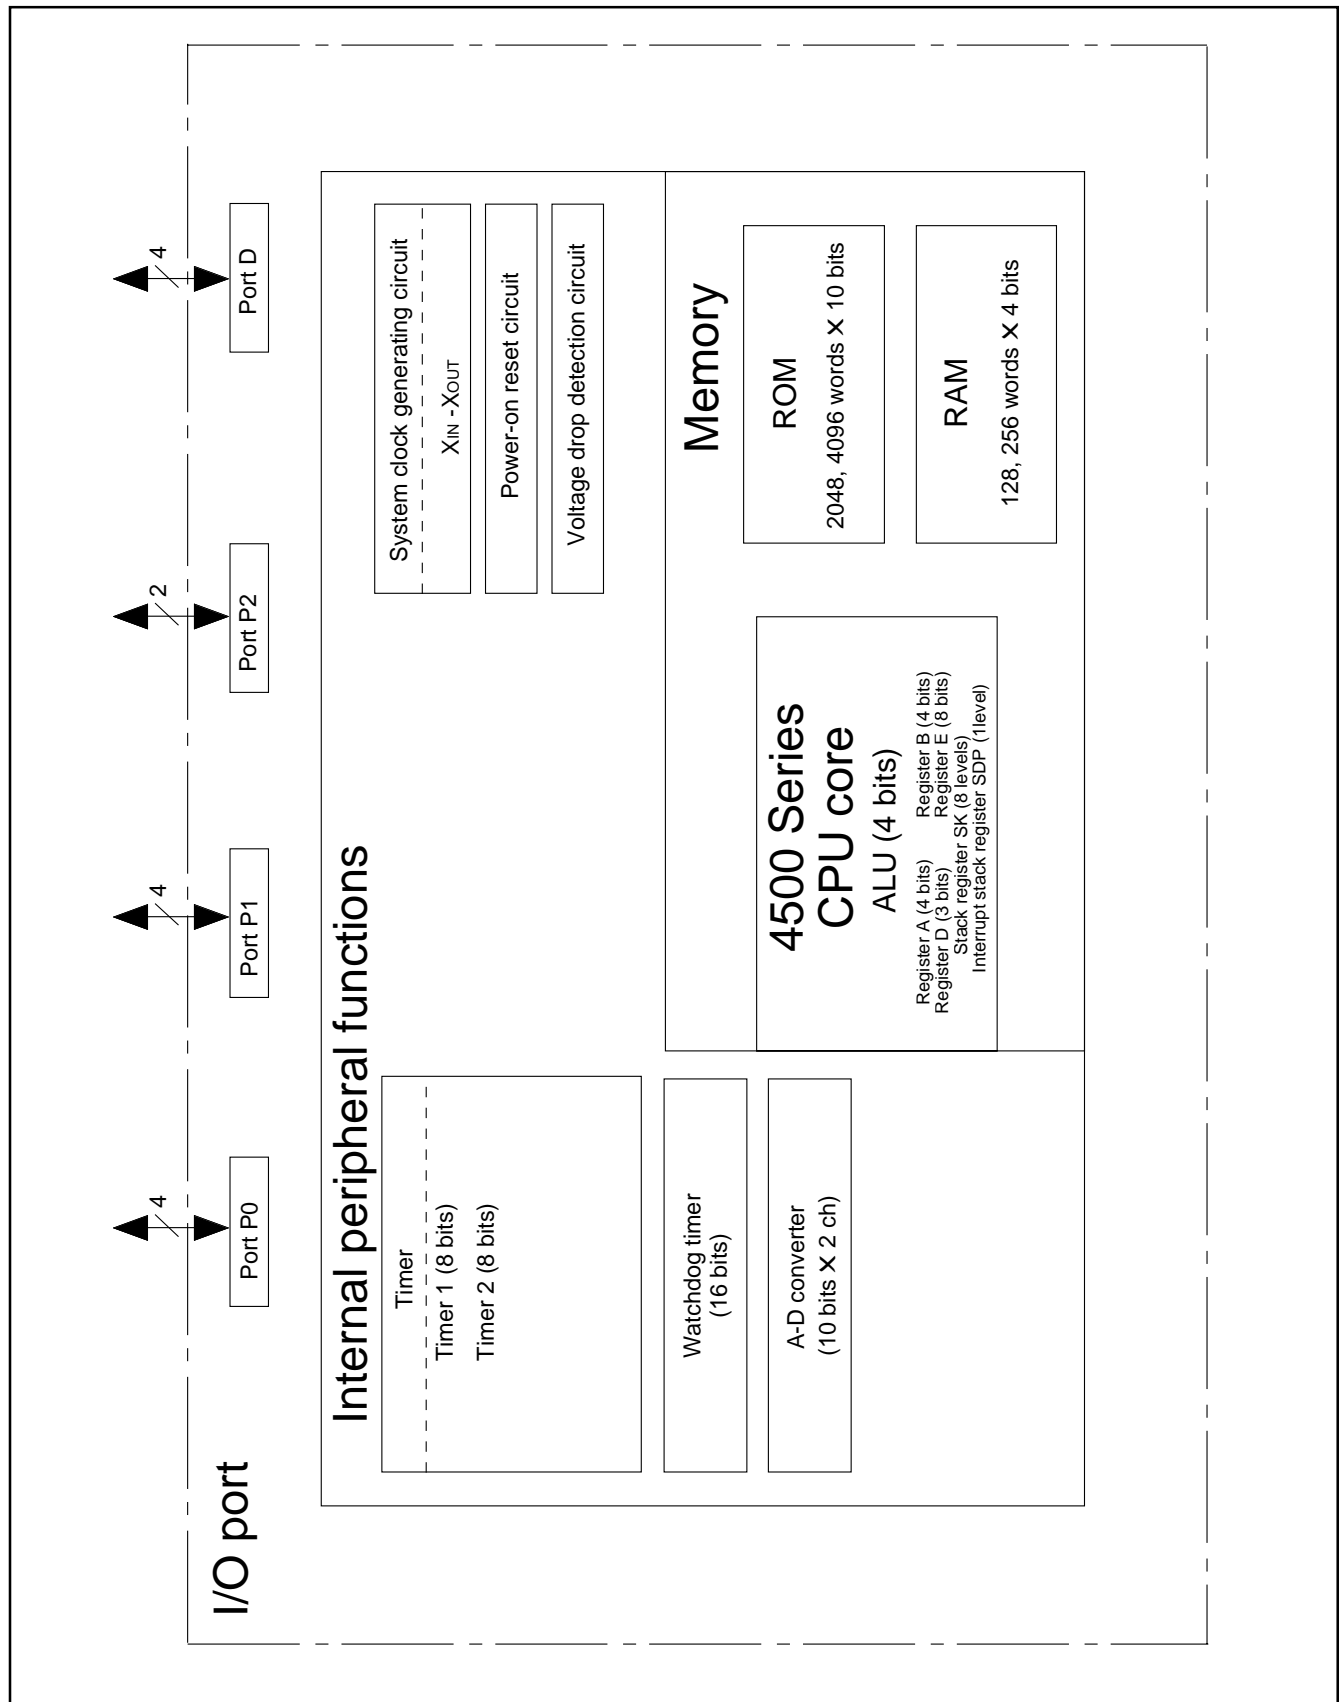 4
4
2
4
I/O port
Port P0
Port P1
Port P2
Port D
Internal peripheral functions
Timer
Timer 1 (8 bits)
Timer 2 (8 bits)
Watchdog timer
(16 bits)
A-D converter
(10 bits X 2 ch)
System clock generating circuit
XIN -XOUT
Power-on reset circuit
Voltage drop detection circuit
4500 Series
CPU core
ALU (4 bits)
Register A (4 bits) Register B (4 bits)
Register D (3 bits) Register E (8 bits)
Stack register SK (8 levels)
Interrupt stack register SDP (1level)
Memory
ROM
2048, 4096 words X 10 bits
RAM
128, 256 words X 4 bits